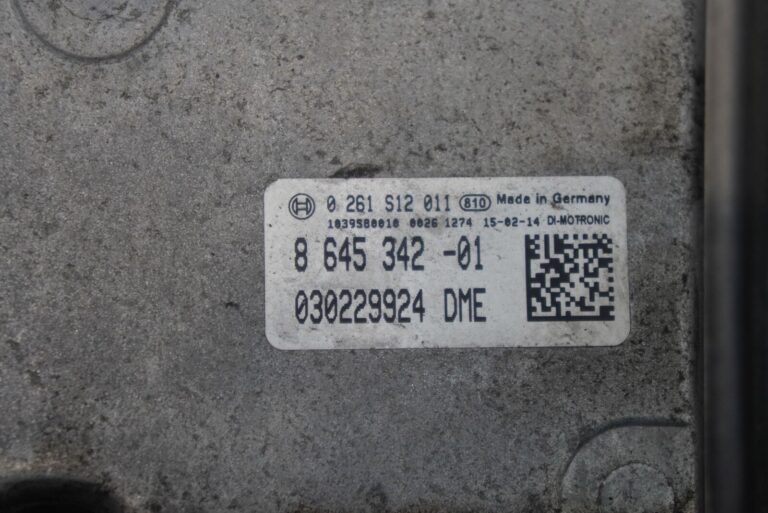 0 261 S12 011 810 Made in Germany
1039S80010 0026 1274 15-02-14 DI-MOTRONIC
8 645 342 -01
030229924 DME